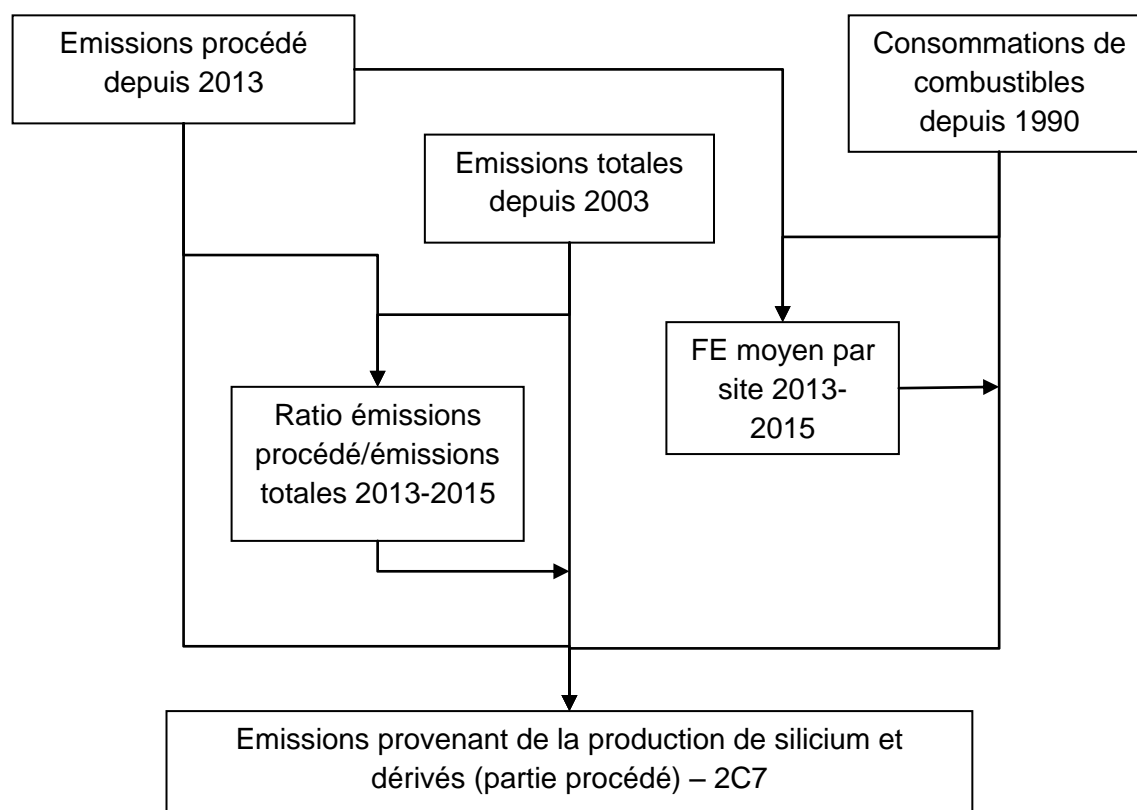 Emissions procédé
depuis 2013
Consommations de
combustibles
depuis 1990
Emissions totales
depuis 2003
FE moyen par
site 2013-
2015
Ratio émissions
procédé/émissions
totales 2013-2015
Emissions provenant de la production de silicium et
dérivés (partie procédé) – 2C7